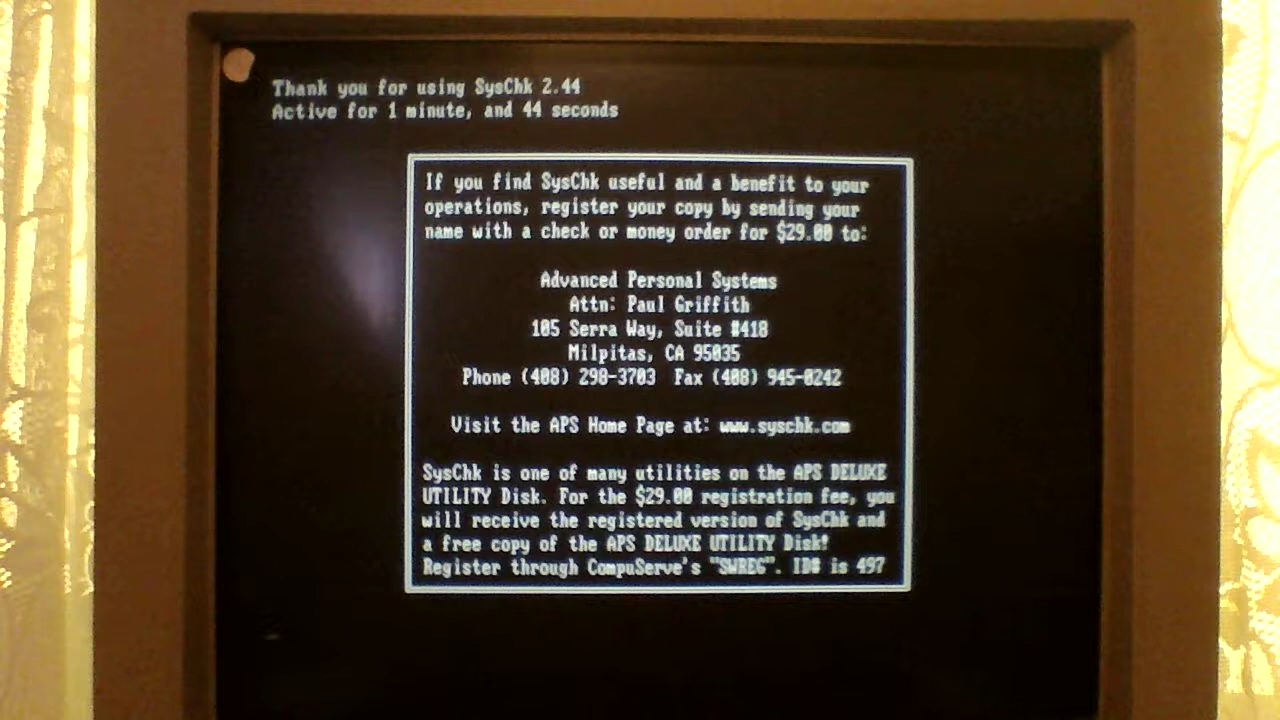 Thank you for using SysChk 2.44
Active for 1 minute, and 44 seconds
If you find SysChk useful and a benefit to your
operations, register your copy by sending your
name with a check or money order for $29.00 to:
Advanced Personal Systems
Attn: Paul Griffith
105 Serra Way, Suite #418
Milpitas, CA 95035
Phone (408) 298-3703  Fax (408) 945-0242
Visit the APS Home Page at: www.syschk.com
SysChk is one of many utilities on the APS DELUXE
UTILITY Disk. For the $29.00 registration fee, you
will receive the registered version of SysChk and
a free copy of the APS DELUXE UTILITY Disk!
Register through CompuServe's "SWREG". ID# is 497